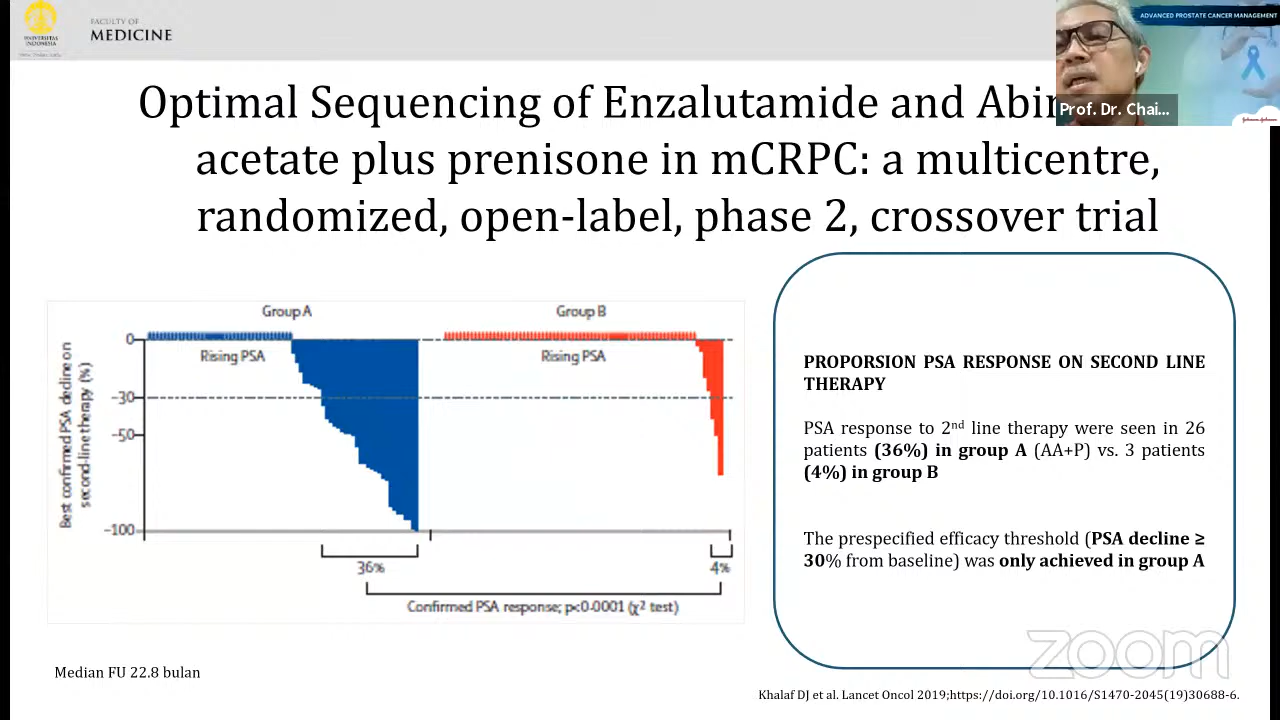 UNIVERSITAS
INDONESIA
FACULTY OF
MEDICINE
ADVANCED PROSTATE CANCER MANAGEMENT
Prof. Dr. Chai...
Optimal Sequencing of Enzalutamide and Abir
acetate plus prenisone in mCRPC: a multicentre,
randomized, open-label, phase 2, crossover trial
Group A
Group B
0
Rising PSA
Rising PSA
-30
-50
-100
Best confirmed PSA decline on
second-line therapy (%)
36%
4%
Confirmed PSA response; p<0·0001 (χ² test)
PROPORSION PSA RESPONSE ON SECOND LINE
THERAPY
PSA response to 2nd line therapy were seen in 26
patients (36%) in group A (AA+P) vs. 3 patients
(4%) in group B
The prespecified efficacy threshold (PSA decline ≥
30% from baseline) was only achieved in group A
zoom
Median FU 22.8 bulan
Khalaf DJ et al. Lancet Oncol 2019;https://doi.org/10.1016/S1470-2045(19)30688-6.